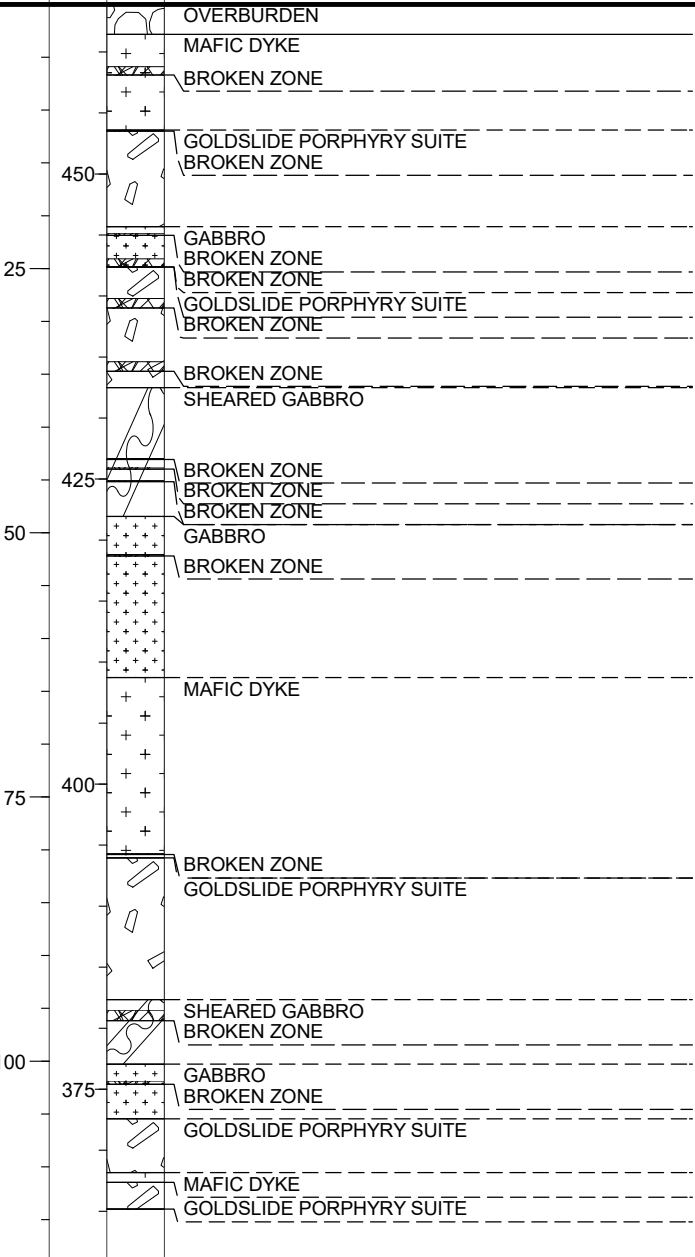 OVERBURDEN
MAFIC DYKE
BROKEN ZONE
GOLDSLIDE PORPHYRY SUITE
BROKEN ZONE
450
GABBRO
BROKEN ZONE
25
BROKEN ZONE
GOLDSLIDE PORPHYRY SUITE
BROKEN ZONE
BROKEN ZONE
SHEARED GABBRO
BROKEN ZONE
425
BROKEN ZONE
BROKEN ZONE
50
GABBRO
BROKEN ZONE
MAFIC DYKE
400
75
BROKEN ZONE
GOLDSLIDE PORPHYRY SUITE
SHEARED GABBRO
BROKEN ZONE
100
GABBRO
375
BROKEN ZONE
GOLDSLIDE PORPHYRY SUITE
MAFIC DYKE
GOLDSLIDE PORPHYRY SUITE